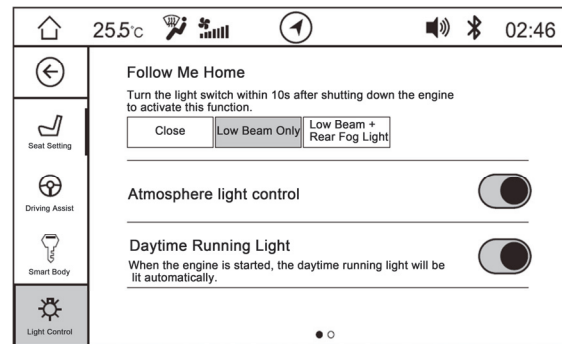 25.5°c
02:46
Follow Me Home
Turn the light switch within 10s after shutting down the engine
to activate this function.
Close
Low Beam Only
Low Beam +
Rear Fog Light
Seat Setting
Atmosphere light control
Driving Assist
Daytime Running Light
When the engine is started, the daytime running light will be
lit automatically.
Smart Body
Light Control